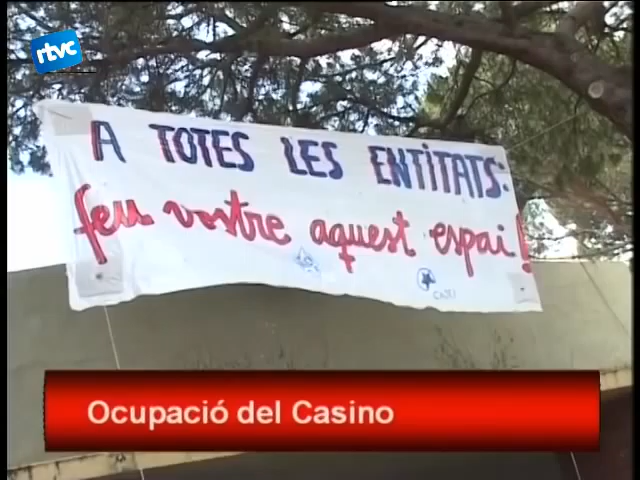 rtvc
A TOTES LES ENTITATS:
feu vostre aquest espai!
Ocupació del Casino